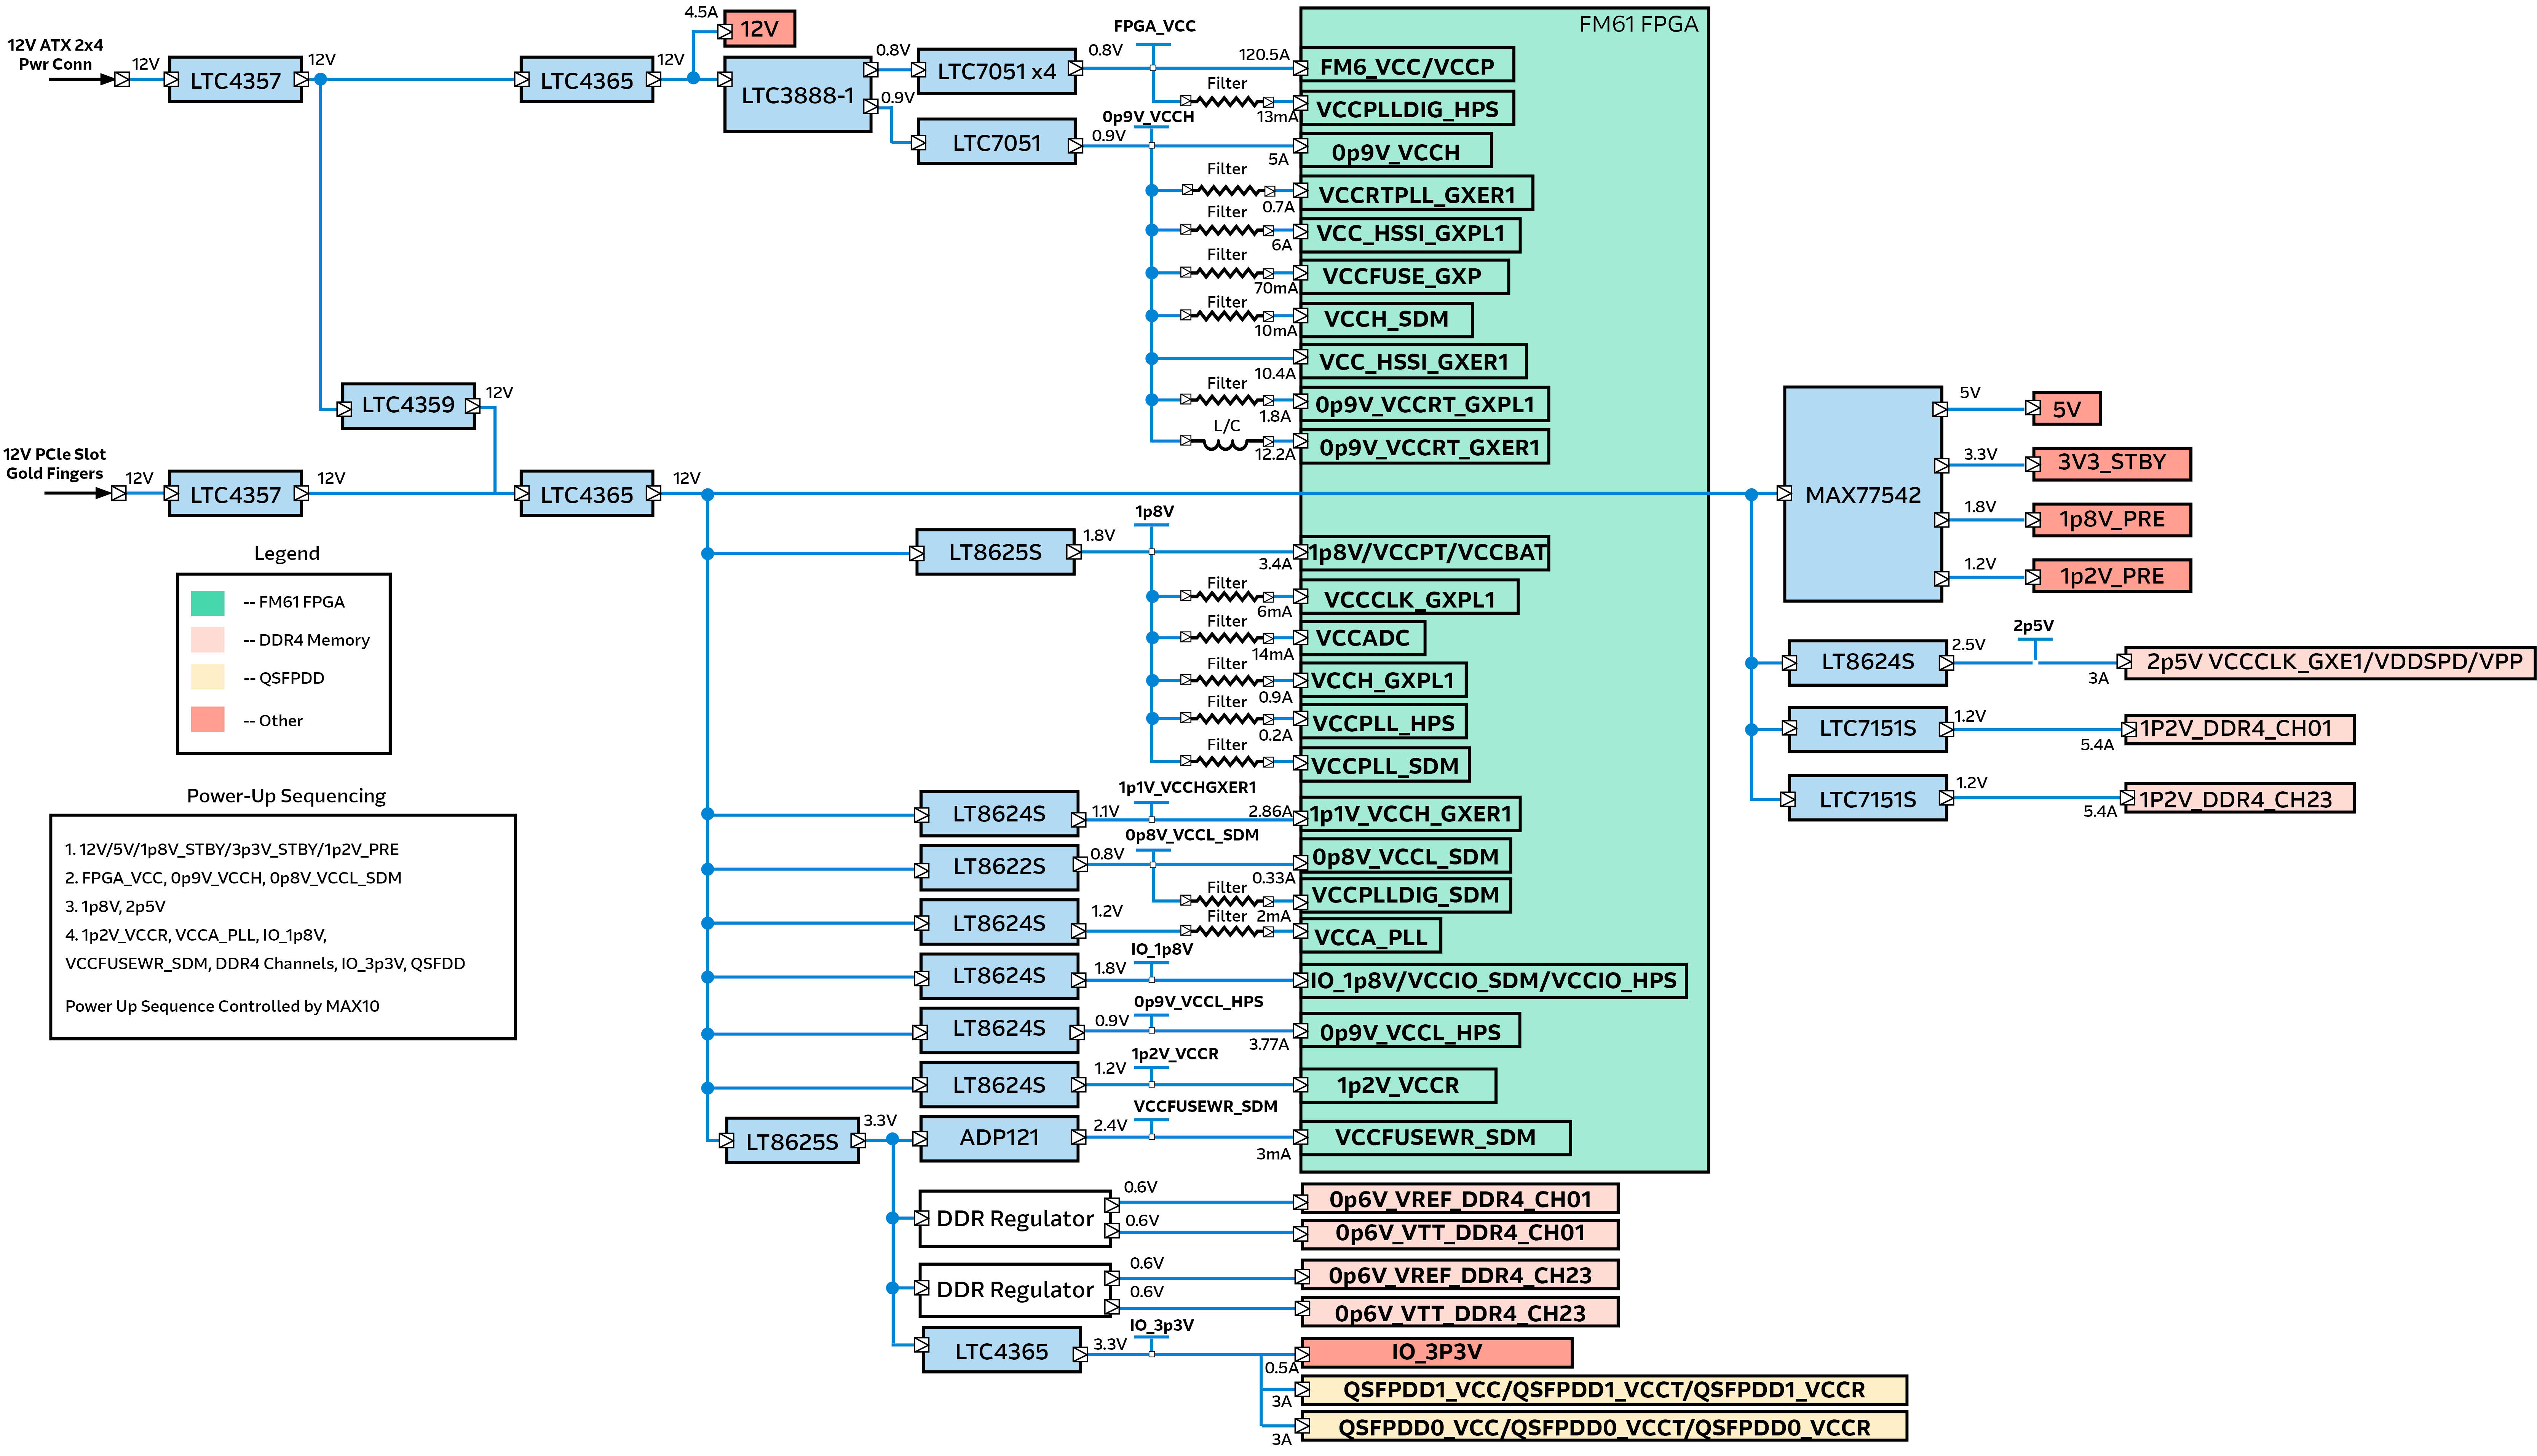 12V ATX 2x4
Pwr Conn
12V
LTC4357
12V
LTC4365
12V
4.5A
12V
LTC3888-1
0.8V
0.9V
LTC7051 x4
0.8V
FPGA_VCC
LTC7051
0.9V
0p9V_VCCH
FM61 FPGA
120.5A
FM6_VCC/VCCP
Filter
13mA
VCCPLLDIG_HPS
5A
0p9V_VCCH
Filter
0.7A
VCCRTPLL_GXER1
Filter
6A
VCC_HSSI_GXPL1
Filter
70mA
VCCFUSE_GXP
Filter
10mA
VCCH_SDM
10.4A
VCC_HSSI_GXER1
Filter
1.8A
0p9V_VCCRT_GXPL1
L/C
12.2A
0p9V_VCCRT_GXER1
LTC4359
12V
12V PCIe Slot
Gold Fingers
12V
LTC4357
12V
LTC4365
12V
MAX77542
5V
5V
3.3V
3V3_STBY
1.8V
1p8V_PRE
1.2V
1p2V_PRE
LT8624S
2.5V
2p5V
3A
2p5V VCCCLK_GXE1/VDDSPD/VPP
LTC7151S
1.2V
5.4A
1P2V_DDR4_CH01
LTC7151S
1.2V
5.4A
1P2V_DDR4_CH23
Legend
-- FM61 FPGA
-- DDR4 Memory
-- QSFPDD
-- Other
Power-Up Sequencing
1. 12V/5V/1p8V_STBY/3p3V_STBY/1p2V_PRE
2. FPGA_VCC, 0p9V_VCCH, 0p8V_VCCL_SDM
3. 1p8V, 2p5V
4. 1p2V_VCCR, VCCA_PLL, IO_1p8V,
VCCFUSEWR_SDM, DDR4 Channels, IO_3p3V, QSFDD
Power Up Sequence Controlled by MAX10
LT8625S
1.8V
1p8V
3.4A
1p8V/VCCPT/VCCBAT
Filter
6mA
VCCCLK_GXPL1
Filter
14mA
VCCADC
Filter
0.9A
VCCH_GXPL1
Filter
0.2A
VCCPLL_HPS
Filter
VCCPLL_SDM
LT8624S
1.1V
1p1V_VCCHGXER1
2.86A
1p1V_VCCH_GXER1
LT8622S
0.8V
0p8V_VCCL_SDM
0.33A
0p8V_VCCL_SDM
Filter
2mA
VCCPLLDIG_SDM
LT8624S
1.2V
Filter
VCCA_PLL
LT8624S
1.8V
IO_1p8V
IO_1p8V/VCCIO_SDM/VCCIO_HPS
LT8624S
0.9V
0p9V_VCCL_HPS
3.77A
0p9V_VCCL_HPS
LT8624S
1.2V
1p2V_VCCR
1p2V_VCCR
LT8625S
3.3V
ADP121
2.4V
VCCFUSEWR_SDM
3mA
VCCFUSEWR_SDM
DDR Regulator
0.6V
0p6V_VREF_DDR4_CH01
0.6V
0p6V_VTT_DDR4_CH01
DDR Regulator
0.6V
0p6V_VREF_DDR4_CH23
0.6V
0p6V_VTT_DDR4_CH23
LTC4365
3.3V
IO_3p3V
0.5A
IO_3P3V
3A
QSFPDD1_VCC/QSFPDD1_VCCT/QSFPDD1_VCCR
3A
QSFPDD0_VCC/QSFPDD0_VCCT/QSFPDD0_VCCR